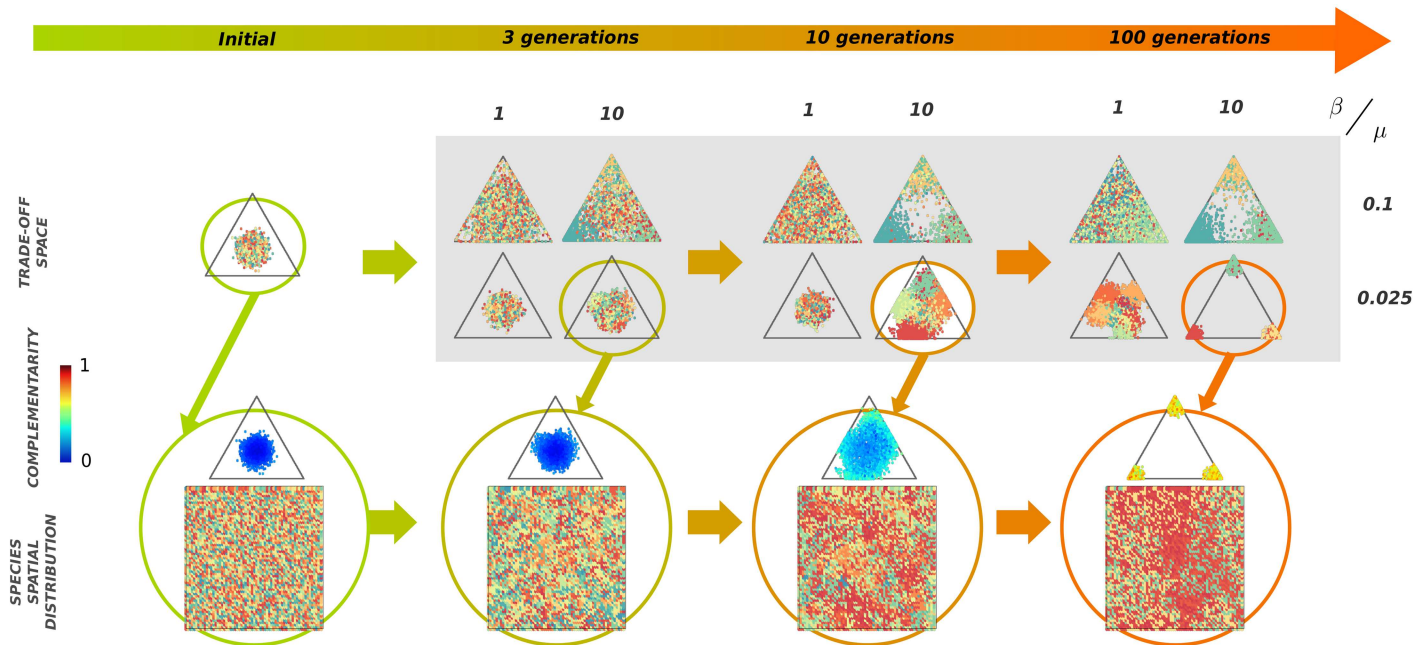 Initial
3 generations
10 generations
100 generations
1
10
1
10
1
10
β
μ
TRADE-OFF
SPACE
0.1
0.025
COMPLEMENTARITY
1
0
SPECIES
SPATIAL
DISTRIBUTION